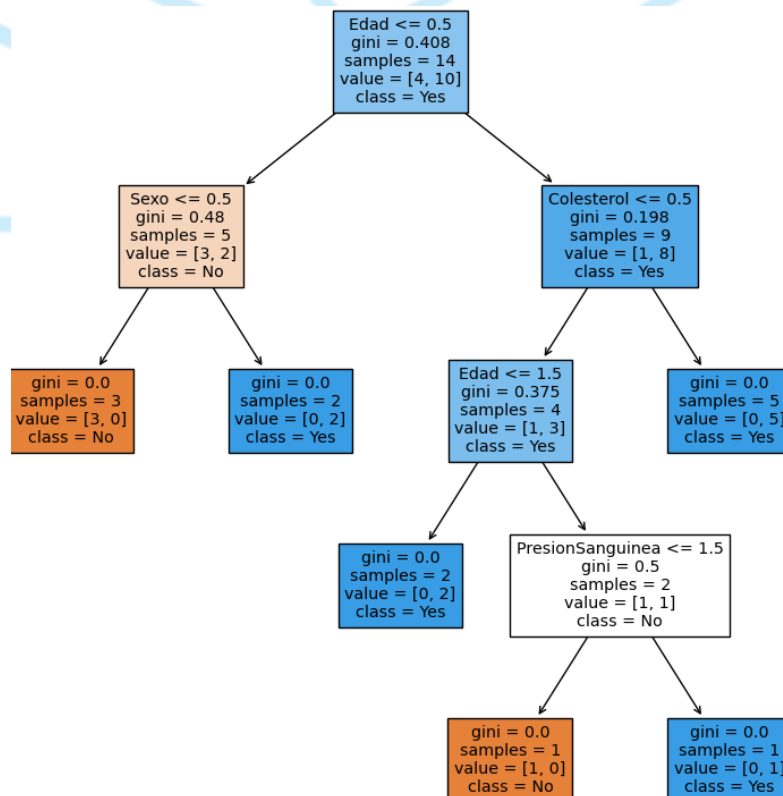 Edad <= 0.5
gini = 0.408
samples = 14
value = [4, 10]
class = Yes
Sexo <= 0.5
gini = 0.48
samples = 5
value = [3, 2]
class = No
Colesterol <= 0.5
gini = 0.198
samples = 9
value = [1, 8]
class = Yes
gini = 0.0
samples = 3
value = [3, 0]
class = No
gini = 0.0
samples = 2
value = [0, 2]
class = Yes
Edad <= 1.5
gini = 0.375
samples = 4
value = [1, 3]
class = Yes
gini = 0.0
samples = 5
value = [0, 5]
class = Yes
gini = 0.0
samples = 2
value = [0, 2]
class = Yes
PresionSanguinea <= 1.5
gini = 0.5
samples = 2
value = [1, 1]
class = No
gini = 0.0
samples = 1
value = [1, 0]
class = No
gini = 0.0
samples = 1
value = [0, 1]
class = Yes